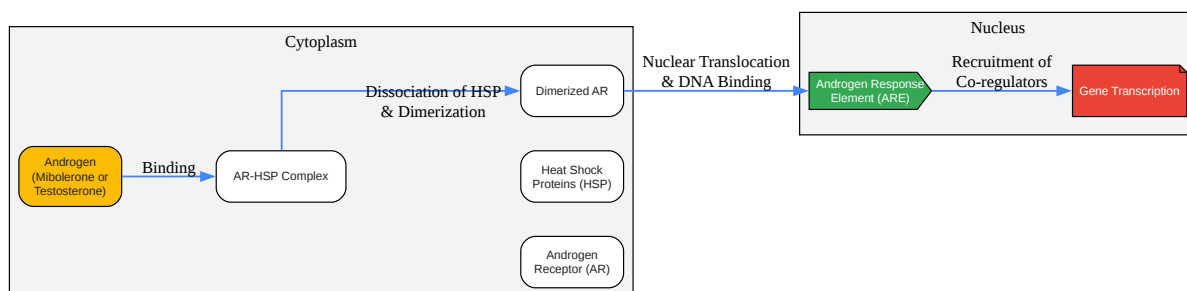 Cytoplasm
Nucleus
Androgen
(Mibolerone or
Testosterone)
Binding
AR-HSP Complex
Dissociation of HSP
& Dimerization
Dimerized AR
Heat Shock
Proteins (HSP)
Androgen
Receptor (AR)
Nuclear Translocation
& DNA Binding
Androgen Response
Element (ARE)
Recruitment of
Co-regulators
Gene Transcription